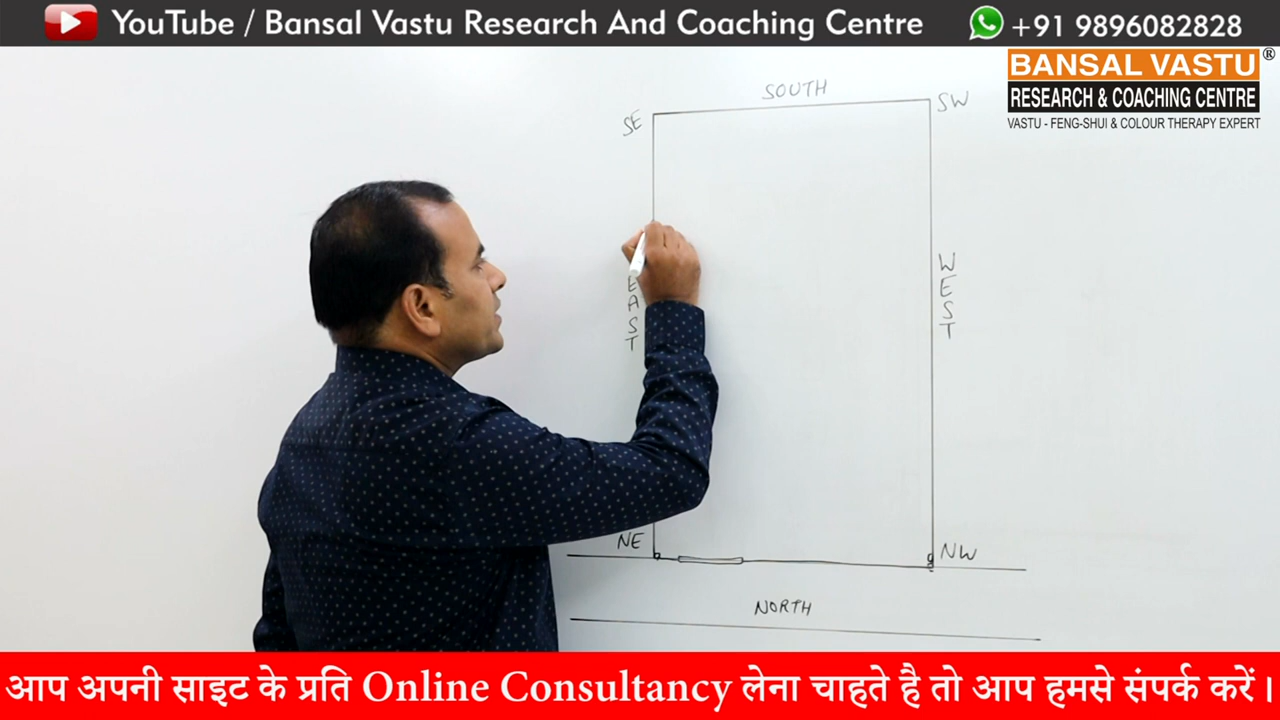 YouTube / Bansal Vastu Research And Coaching Centre
+91 9896082828
BANSAL VASTU®
RESEARCH & COACHING CENTRE
VASTU - FENG-SHUI & COLOUR THERAPY EXPERT
SOUTH
SE
SW
EAST
WEST
NE
NW
NORTH
आप अपनी साइट के प्रति Online Consultancy लेना चाहते है तो आप हमसे संपर्क करें।